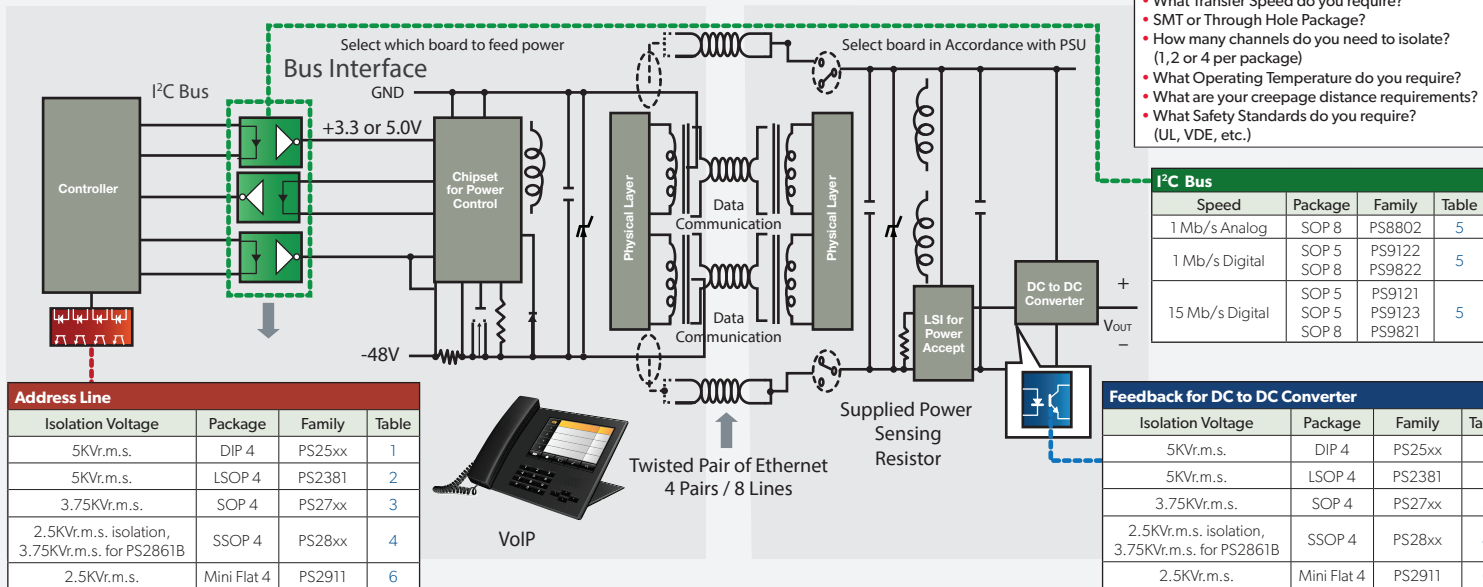 • What Transfer Speed do you require?
• SMT or Through Hole Package?
• How many channels do you need to isolate?
(1,2 or 4 per package)
• What Operating Temperature do you require?
• What are your creepage distance requirements?
• What Safety Standards do you require?
(UL, VDE, etc.)
Select which board to feed power
Select board in Accordance with PSU
Bus Interface
I²C Bus
GND
+3.3 or 5.0V
Controller
Chipset
for Power
Control
Physical Layer
Data
Communication
Physical Layer
Data
Communication
-48V
LSI for
Power
Accept
DC to DC
Converter
+
VOUT
−
Supplied Power
Sensing
Resistor
Twisted Pair of Ethernet
4 Pairs / 8 Lines
VoIP
I²C Bus
Speed Package Family Table
1 Mb/s Analog SOP 8 PS8802 5
1 Mb/s Digital SOP 5 PS9122 5
SOP 8 PS9822
15 Mb/s Digital SOP 5 PS9121 5
SOP 5 PS9123
SOP 8 PS9821
Address Line
Isolation Voltage Package Family Table
5KVr.m.s. DIP 4 PS25xx 1
5KVr.m.s. LSOP 4 PS2381 2
3.75KVr.m.s. SOP 4 PS27xx 3
2.5KVr.m.s. isolation,
3.75KVr.m.s. for PS2861B SSOP 4 PS28xx 4
2.5KVr.m.s. Mini Flat 4 PS2911 6
Feedback for DC to DC Converter
Isolation Voltage Package Family
5KVr.m.s. DIP 4 PS25xx
5KVr.m.s. LSOP 4 PS2381
3.75KVr.m.s. SOP 4 PS27xx
2.5KVr.m.s. isolation,
3.75KVr.m.s. for PS2861B SSOP 4 PS28xx
2.5KVr.m.s. Mini Flat 4 PS2911